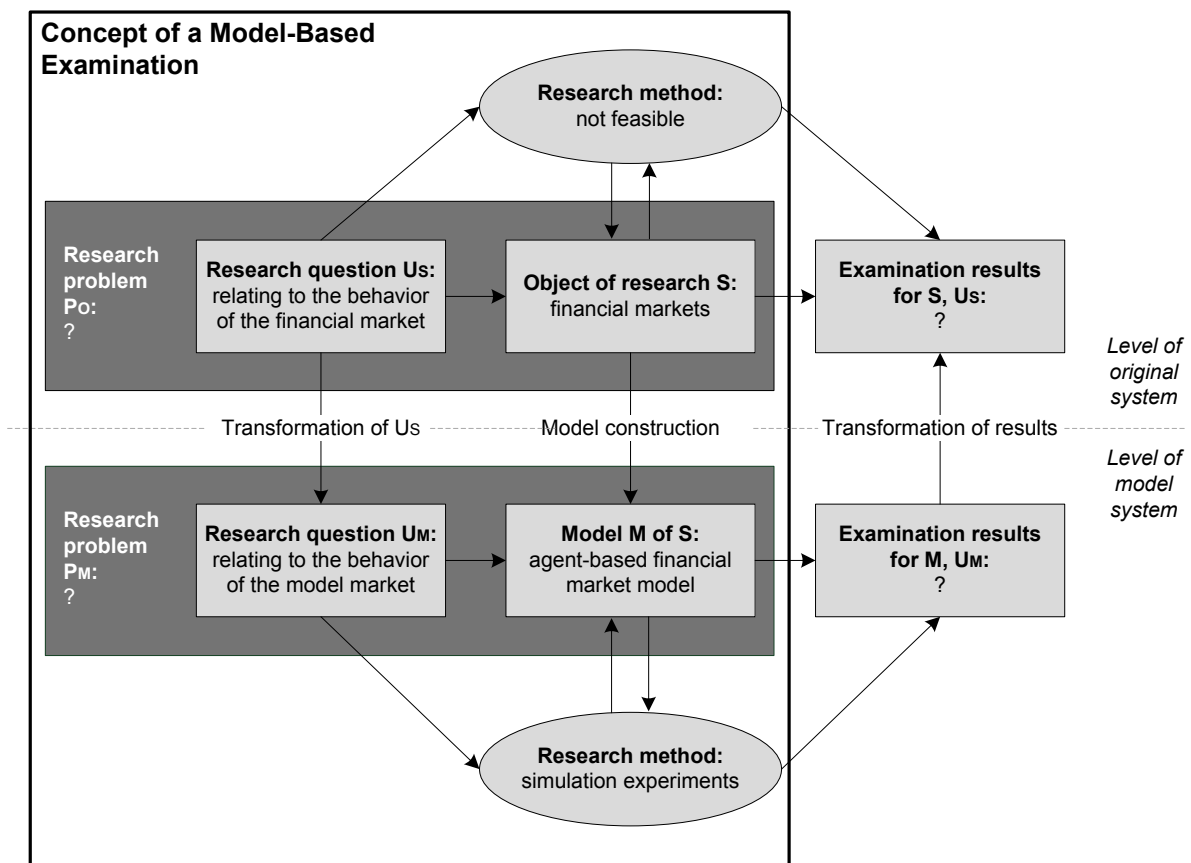 Concept of a Model-Based
Examination
Research method:
not feasible
Research
problem
PO:
?
Research question US:
relating to the behavior
of the financial market
Object of research S:
financial markets
Examination results
for S, US:
?
Level of
original
system
Transformation of US
Model construction
Transformation of results
Level of
model
system
Research
problem
PM:
?
Research question UM:
relating to the behavior
of the model market
Model M of S:
agent-based financial
market model
Examination results
for M, UM:
?
Research method:
simulation experiments